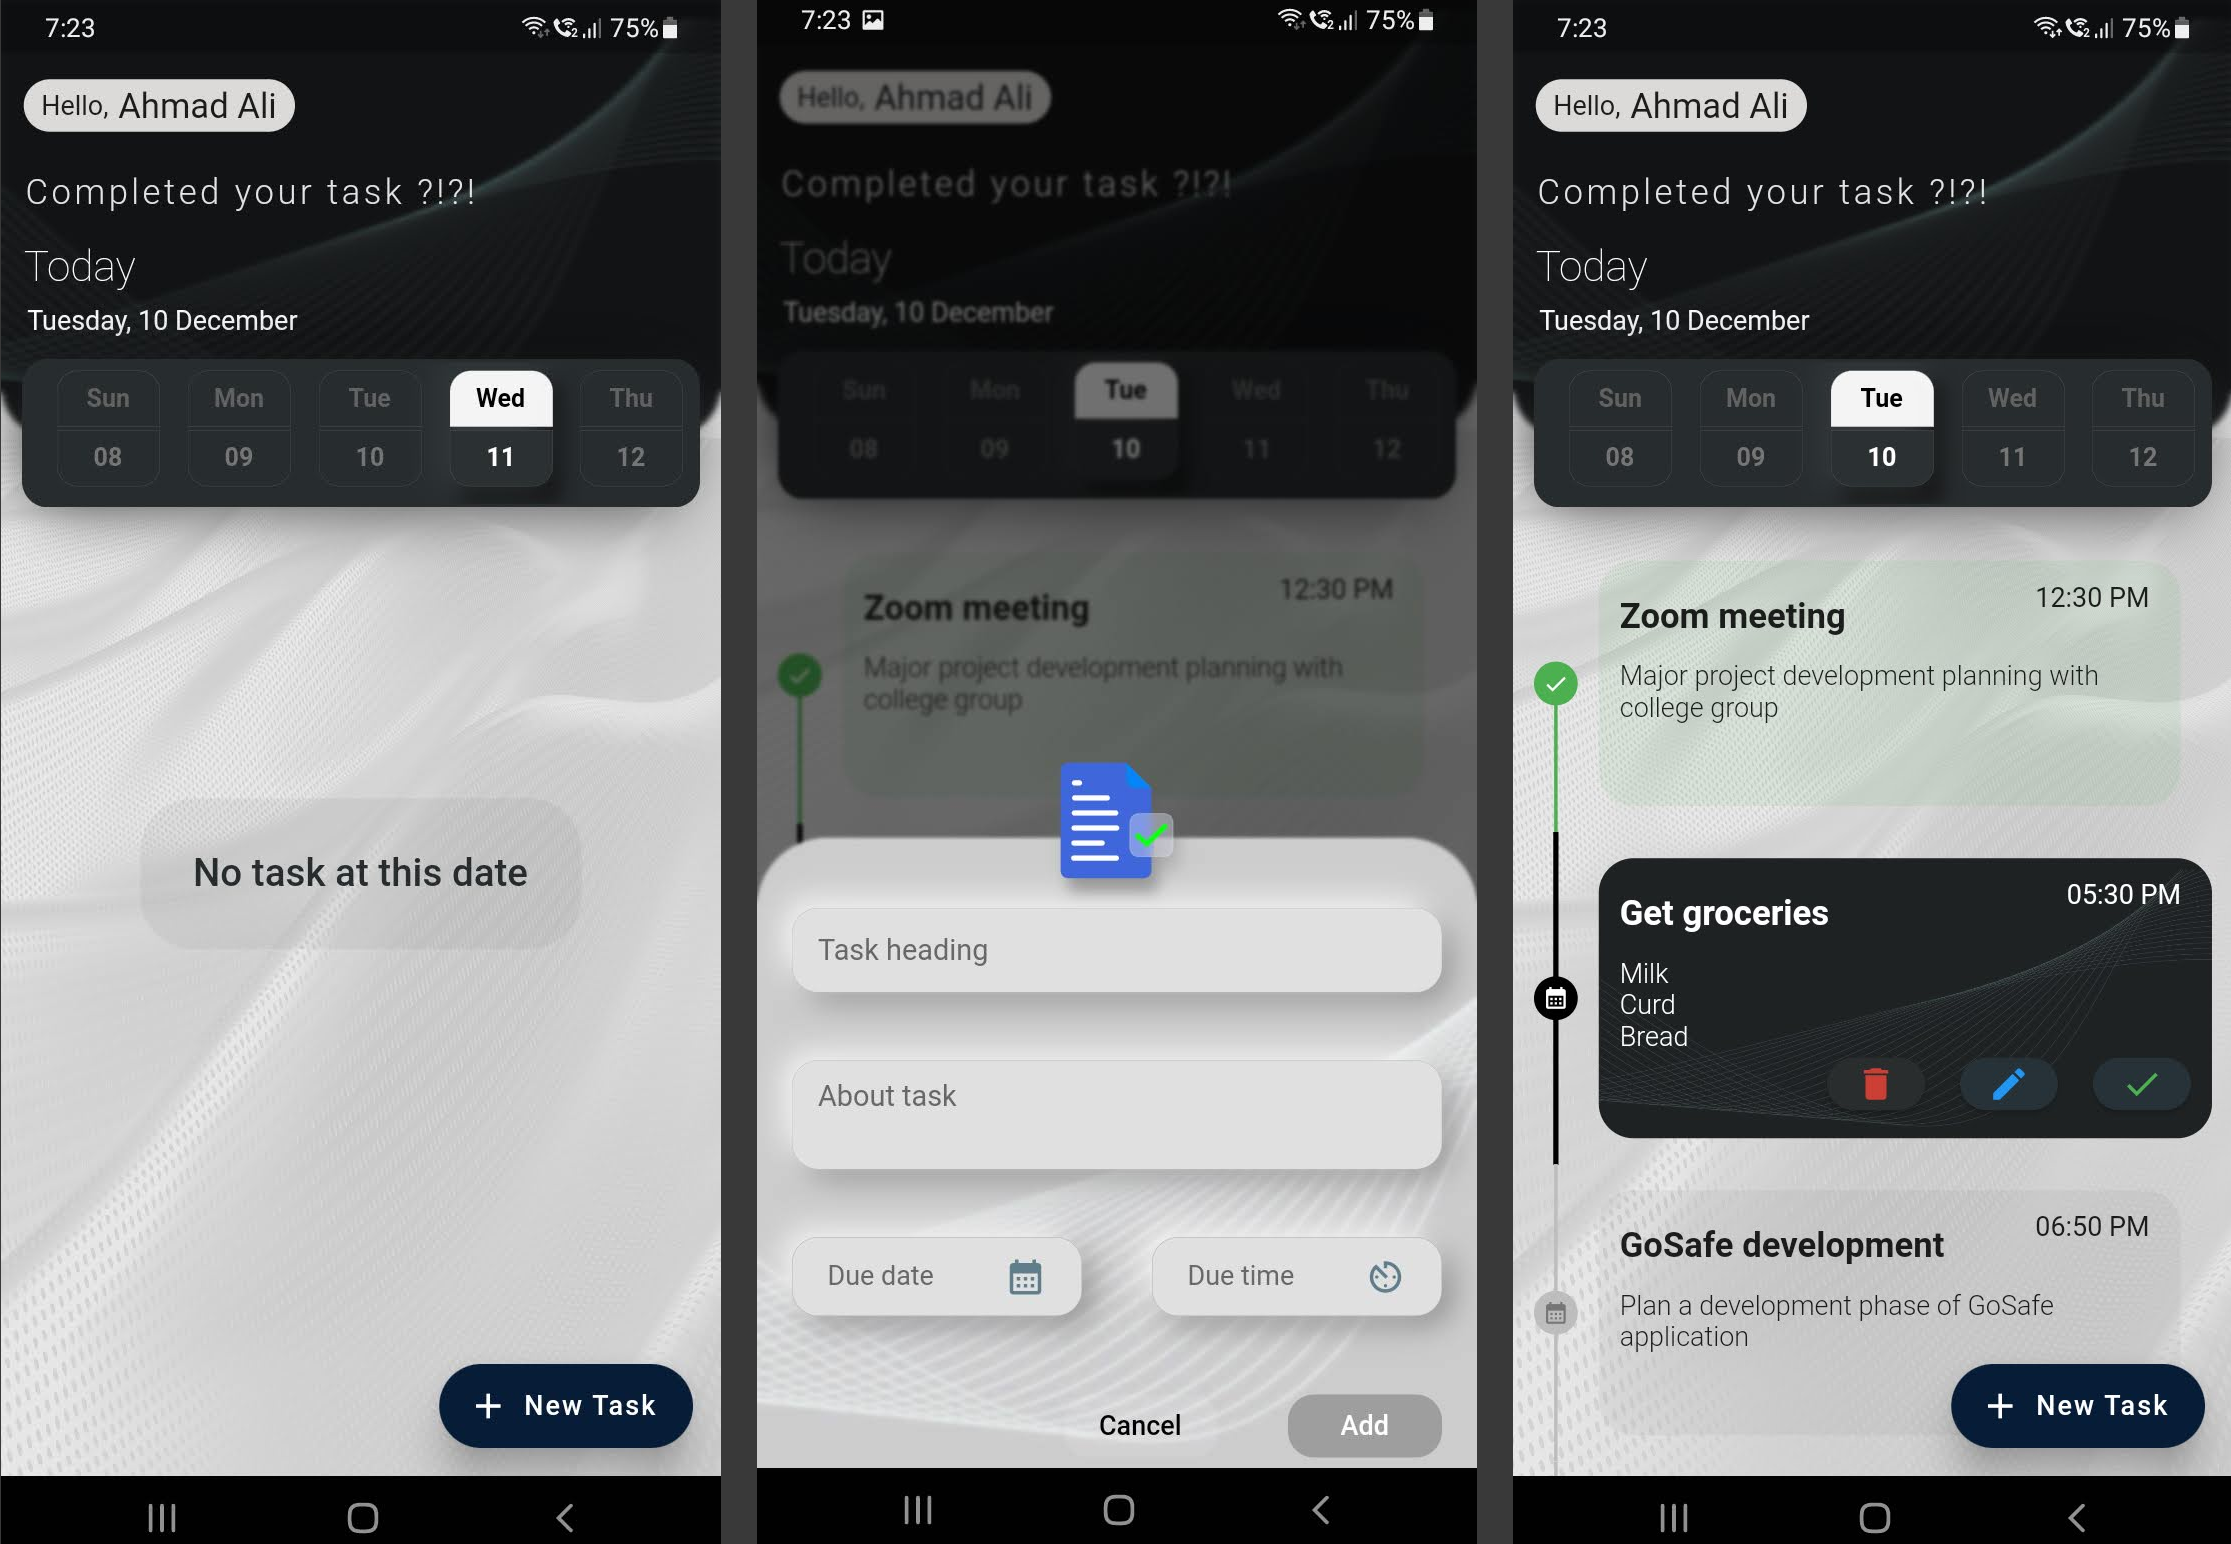 7:23
75%
Hello, Ahmad Ali
Completed your task ?!?!
Today
Tuesday, 10 December
Sun Mon Tue Wed Thu
08 09 10 11 12
No task at this date
+ New Task
7:23
2
75%
Hello, Ahmad Ali
Completed your task ?!?!
Today
Tuesday, 10 December
Sun Mon Tue Wed Thu
08 09 10 11 12
Zoom meeting
12:30 PM
Major project development planning with
college group
Task heading
About task
Due date
Due time
Cancel
Add
7:23
2
75%
Hello, Ahmad Ali
Completed your task ?!?!
Today
Tuesday, 10 December
Sun Mon Tue Wed Thu
08 09 10 11 12
Zoom meeting
12:30 PM
Major project development planning with
college group
Get groceries
05:30 PM
Milk
Curd
Bread
GoSafe development
06:50 PM
Plan a development phase of GoSafe
application
+ New Task